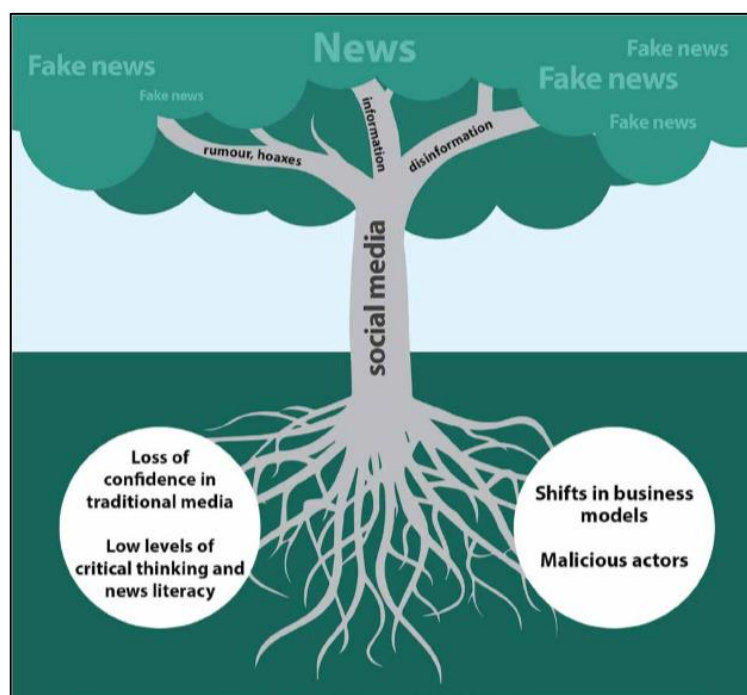 News
Fake news
Fake news
Fake news
Fake news
Fake news
rumour, hoaxes
information
disinformation
social media
Loss of
confidence in
traditional media
Low levels of
critical thinking and
news literacy
Shifts in business
models
Malicious actors